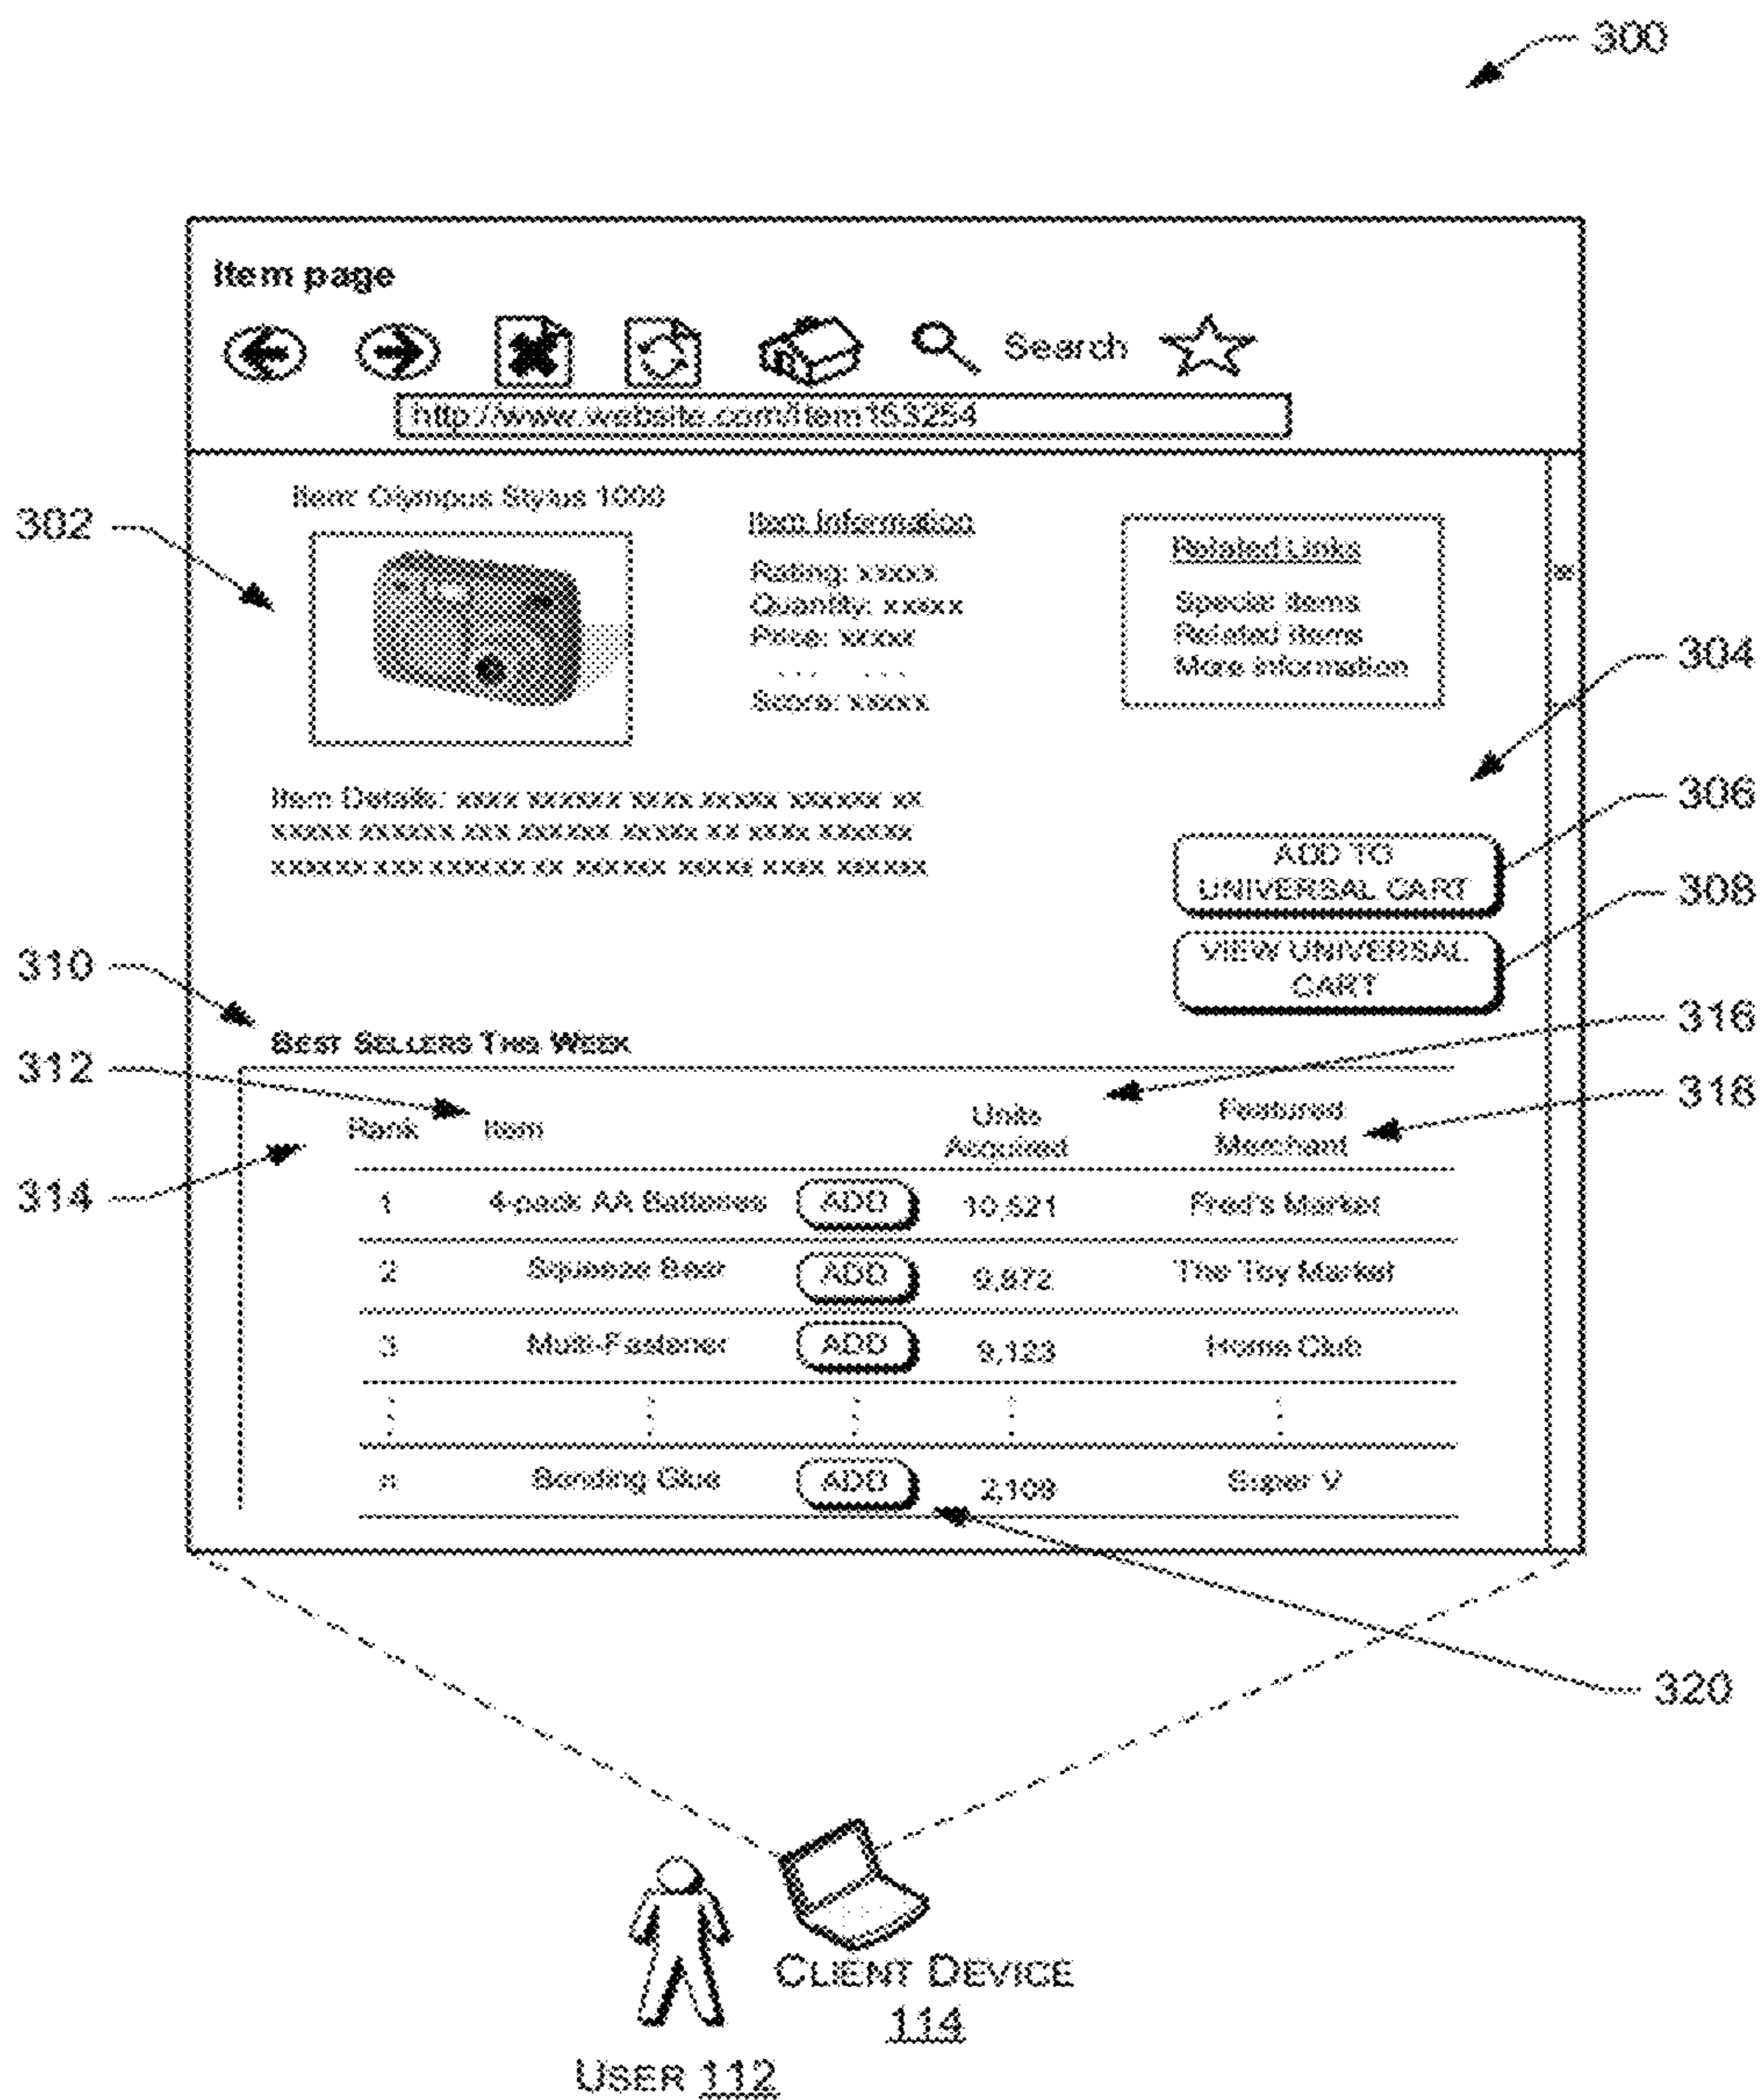 300
Item page
Search
http://www.website.com/item153254
Item: Olympus Stylus 1000
302
Item Information
Rating: xxxxx
Quantity: xxxxx
Price: xxxxx
... ...
Score: xxxxx
Related Links
Special Items
Related Items
More Information
304
306
308
Item Details: xxxx xxxxxx xxxx xxxxx xxxxxx xx
xxxxx xxxxxx xxx xxxxxx xxxxx xx xxxx xxxxxx
xxxxxx xxx xxxxxx xx xxxxxx xxxxx xxxx xxxxxx
ADD TO
UNIVERSAL CART
VIEW UNIVERSAL
CART
310
BEST SELLERS THIS WEEK
312
314
316
318
Rank Item Units Acquired Featured Merchant
1 4-pack AA Batteries ADD 10,521 Fred's Market
2 Squeeze Bear ADD 9,872 The Toy Market
3 Multi-Fastener ADD 9,123 Home Club
n Bonding Glue ADD 2,109 Super V
320
CLIENT DEVICE
114
USER 112